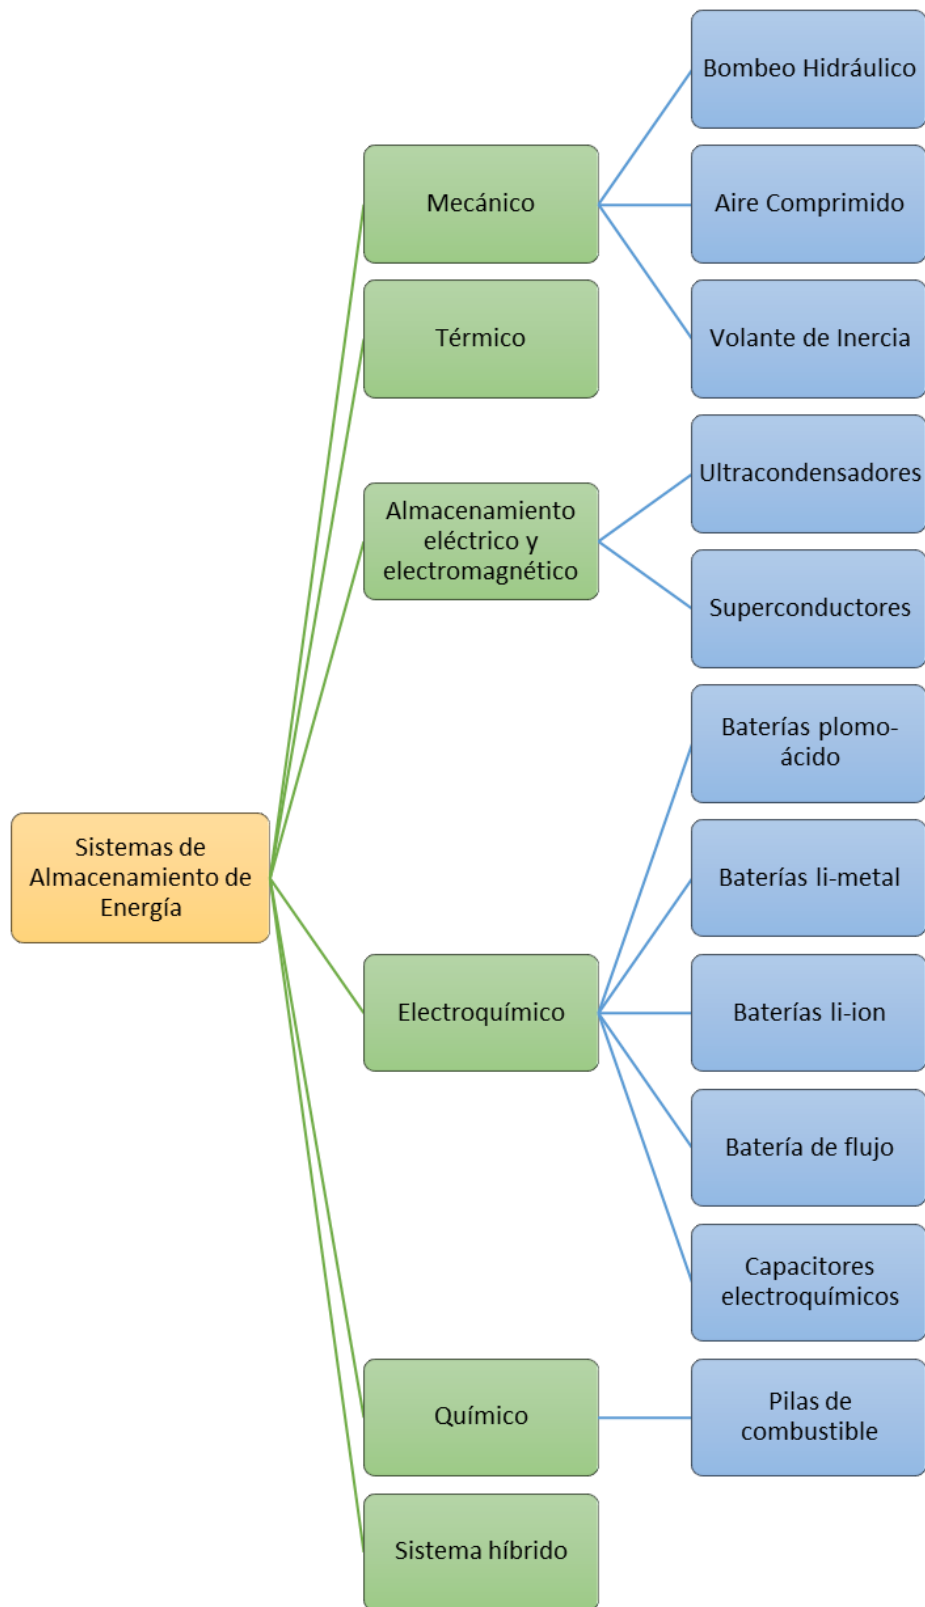 Bombeo Hidráulico
Mecánico
Aire Comprimido
Volante de Inercia
Térmico
Ultracondensadores
Almacenamiento
eléctrico y
electromagnético
Superconductores
Baterías plomo-
ácido
Sistemas de
Almacenamiento de
Energía
Baterías li-metal
Electroquímico
Baterías li-ion
Batería de flujo
Capacitores
electroquímicos
Químico
Pilas de
combustible
Sistema híbrido